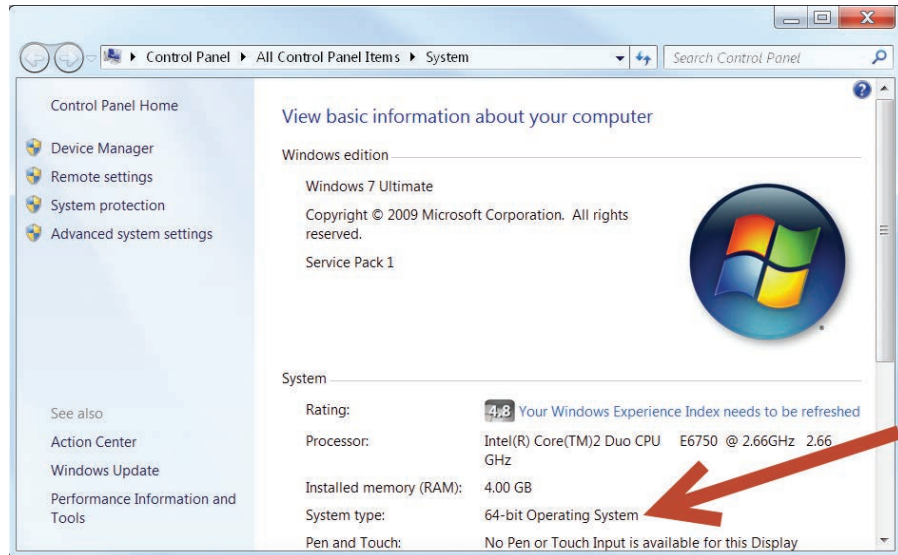 Control Panel ▸ All Control Panel Items ▸ System
Search Control Panel
Control Panel Home
Device Manager
Remote settings
System protection
Advanced system settings
See also
Action Center
Windows Update
Performance Information and
Tools
View basic information about your computer
Windows edition
Windows 7 Ultimate
Copyright © 2009 Microsoft Corporation. All rights
reserved.
Service Pack 1
System
Rating: 4,8 Your Windows Experience Index needs to be refreshed
Processor: Intel(R) Core(TM)2 Duo CPU E6750 @ 2.66GHz 2.66
GHz
Installed memory (RAM): 4.00 GB
System type: 64-bit Operating System
Pen and Touch: No Pen or Touch Input is available for this Display